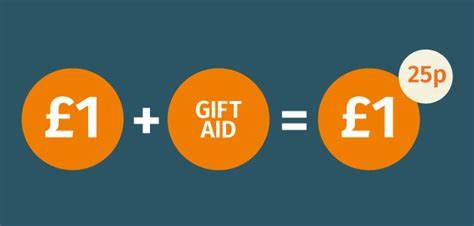 £1 + GIFT AID = £1 25p